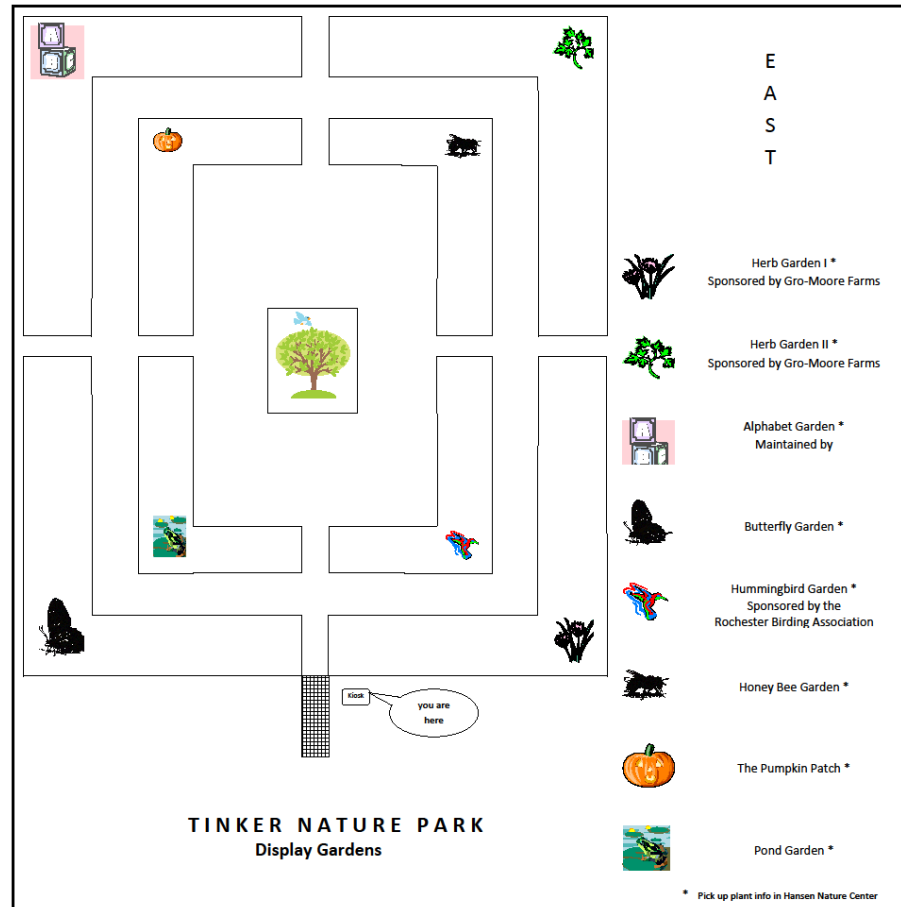 E
A
S
T
Herb Garden I *
Sponsored by Gro-Moore Farms
Herb Garden II *
Sponsored by Gro-Moore Farms
Alphabet Garden *
Maintained by
Butterfly Garden *
Hummingbird Garden *
Sponsored by the
Rochester Birding Association
Honey Bee Garden *
The Pumpkin Patch *
Pond Garden *
* Pick up plant info in Hansen Nature Center
Kiosk
you are
here
TINKER NATURE PARK
Display Gardens